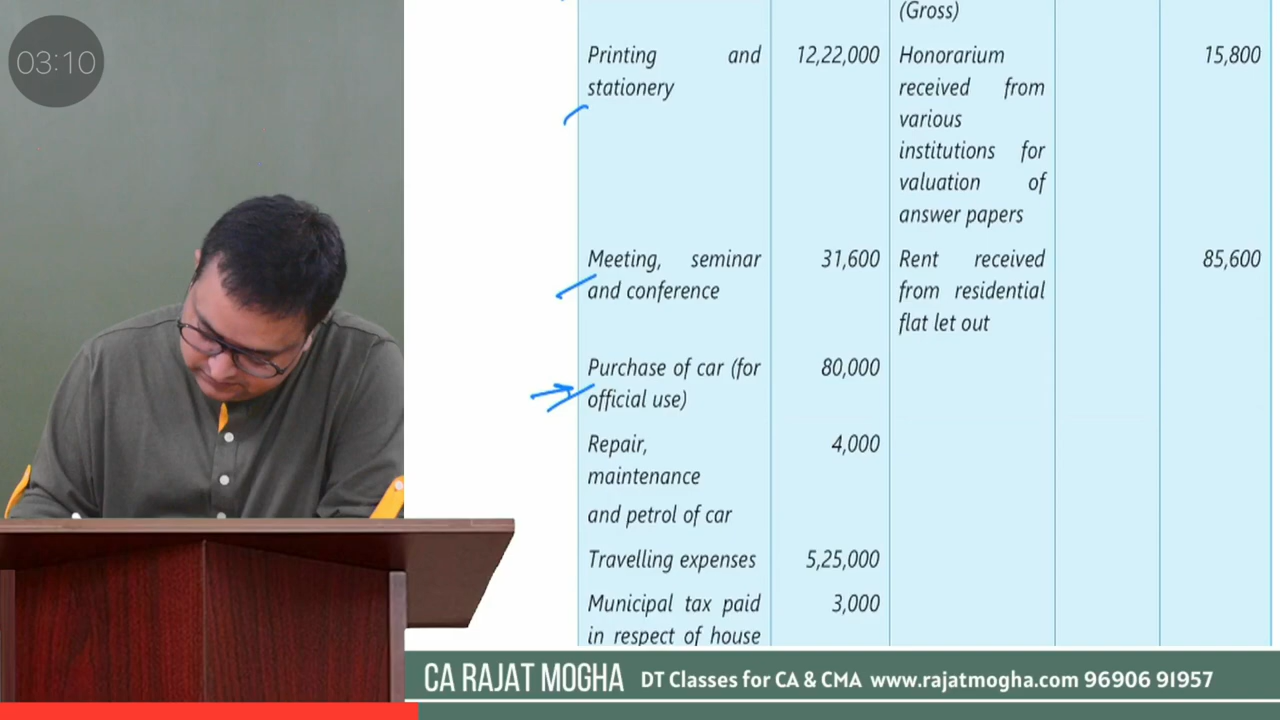 03:10
(Gross)
Printing and 12,22,000 Honorarium 15,800
stationery received from
various
institutions for
valuation of
answer papers
Meeting, seminar 31,600 Rent received 85,600
and conference from residential
flat let out
Purchase of car (for 80,000
official use)
Repair, 4,000
maintenance
and petrol of car
Travelling expenses 5,25,000
Municipal tax paid 3,000
in respect of house
CA RAJAT MOGHA DT Classes for CA & CMA www.rajatmogha.com 96906 91957